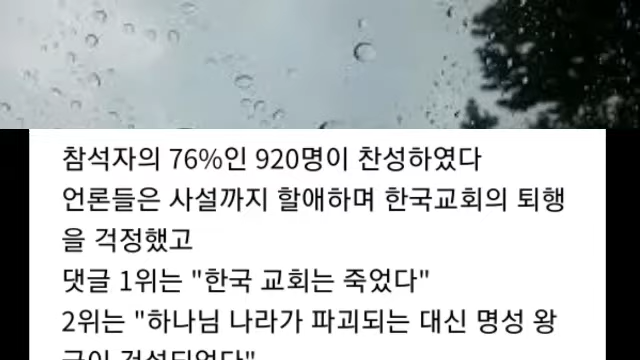 참석자의 76%인 920명이 찬성하였다
언론들은 사설까지 할애하며 한국교회의 퇴행
을 걱정했고
댓글 1위는 "한국 교회는 죽었다"
2위는 "하나님 나라가 파괴되는 대신 명성 왕